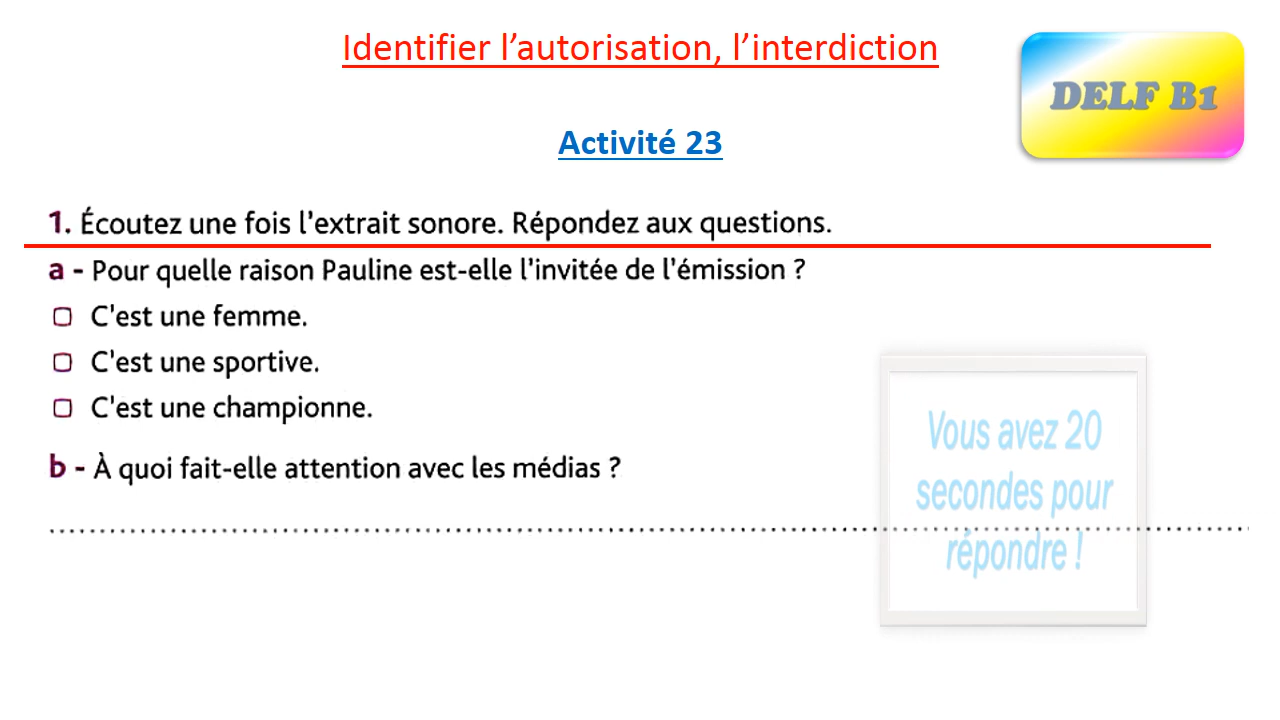 Identifier l’autorisation, l’interdiction
DELF B1
Activité 23
1. Écoutez une fois l'extrait sonore. Répondez aux questions.
a - Pour quelle raison Pauline est-elle l'invitée de l'émission ?
C'est une femme.
C'est une sportive.
C'est une championne.
b - À quoi fait-elle attention avec les médias ?
Vous avez 20
secondes pour
répondre !